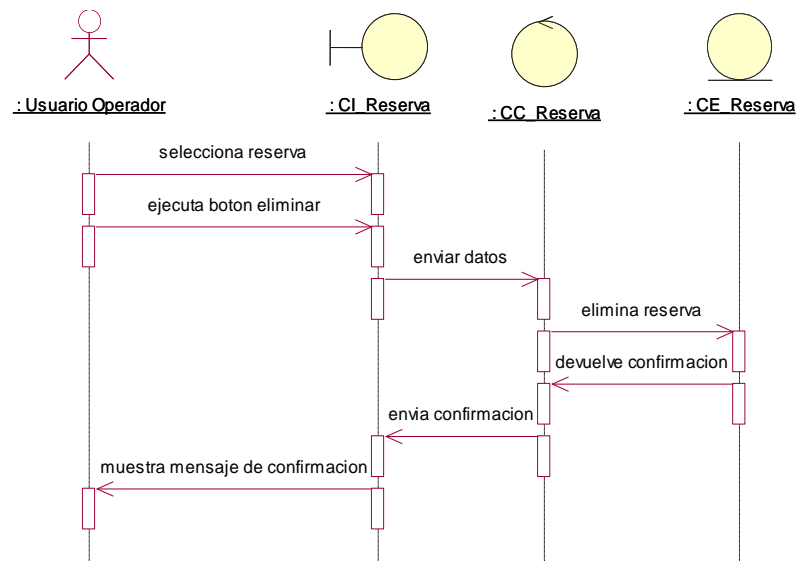 : Usuario Operador
: CI_Reserva
: CC_Reserva
: CE_Reserva
selecciona reserva
ejecuta boton eliminar
enviar datos
elimina reserva
devuelve confirmacion
envia confirmacion
muestra mensaje de confirmacion